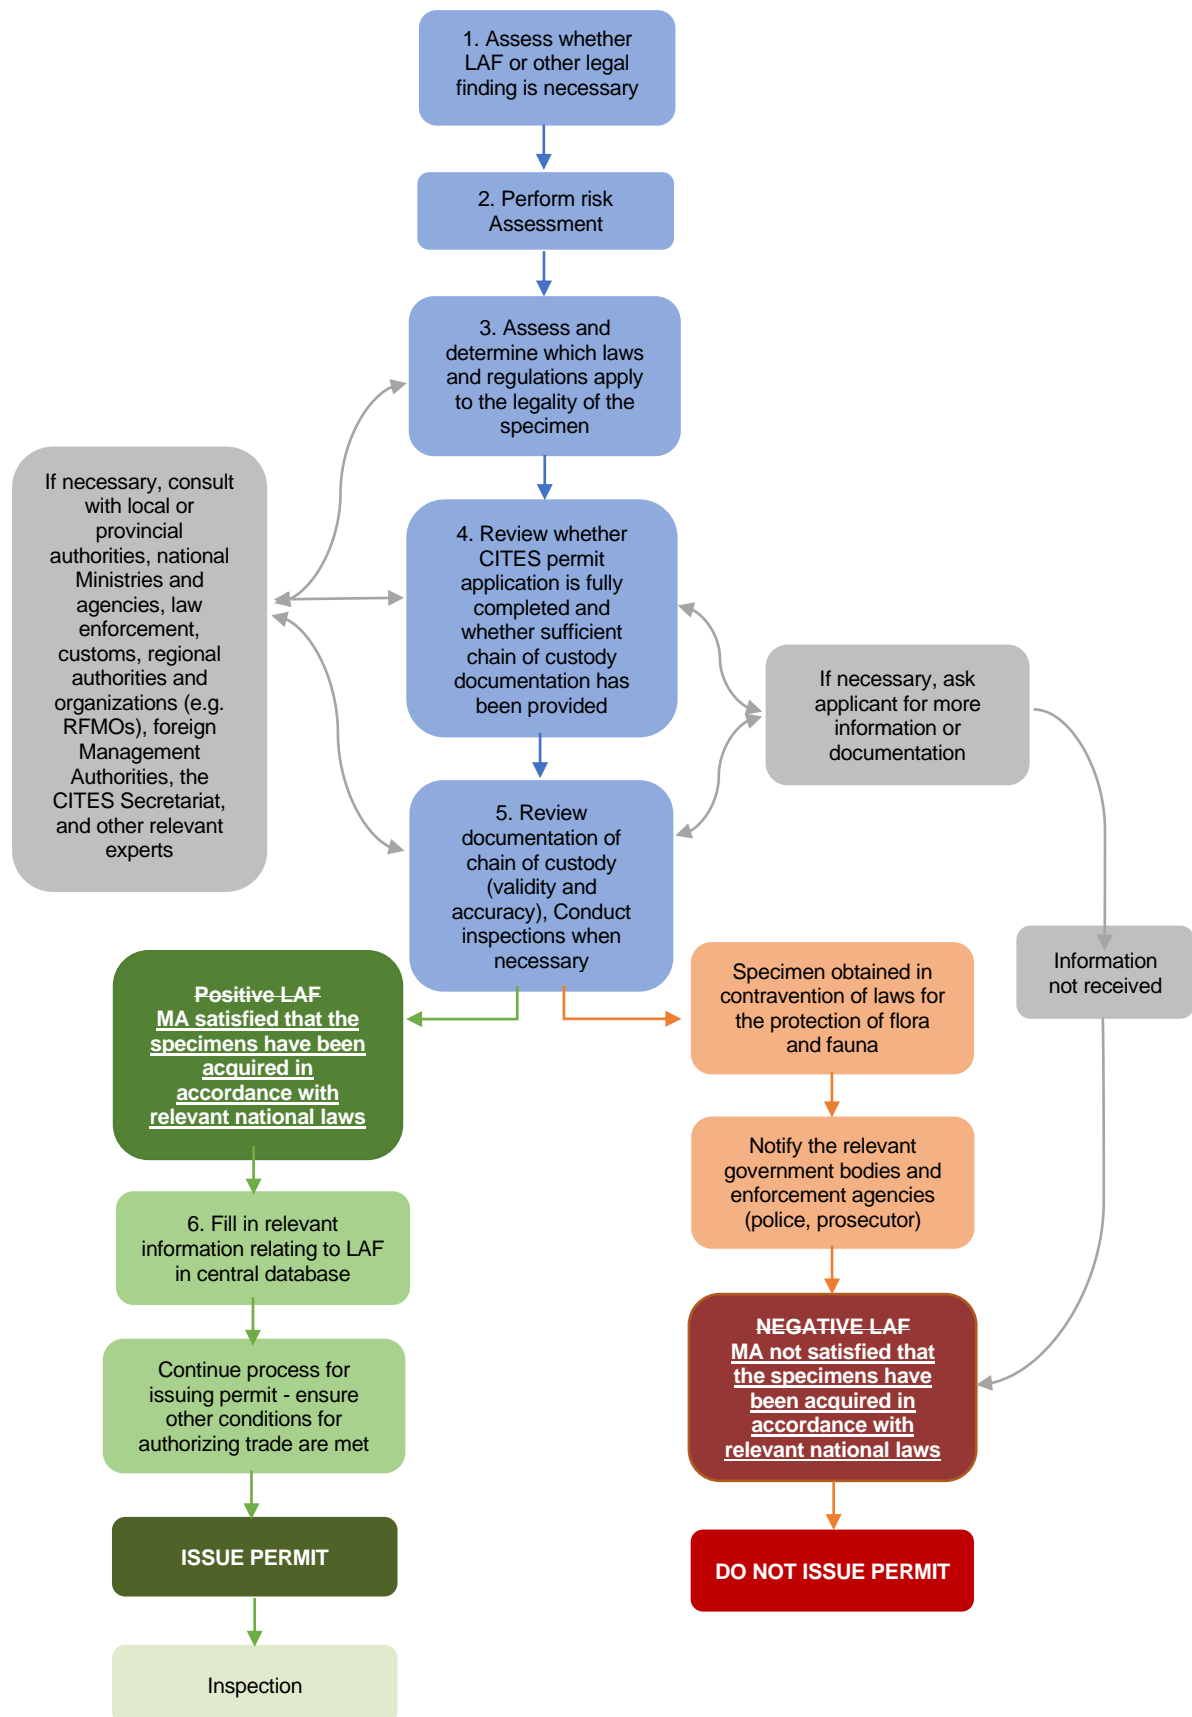 1. Assess whether
LAF or other legal
finding is necessary
2. Perform risk
Assessment
3. Assess and
determine which laws
and regulations apply
to the legality of the
specimen
If necessary, consult
with local or
provincial
authorities, national
Ministries and
agencies, law
enforcement,
customs, regional
authorities and
organizations (e.g.
RFMOs), foreign
Management
Authorities, the
CITES Secretariat,
and other relevant
experts
4. Review whether
CITES permit
application is fully
completed and
whether sufficient
chain of custody
documentation has
been provided
If necessary, ask
applicant for more
information or
documentation
5. Review
documentation of
chain of custody
(validity and
accuracy), Conduct
inspections when
necessary
Information
not received
Positive LAF
MA satisfied that the
specimens have been
acquired in
accordance with
relevant national laws
Specimen obtained in
contravention of laws for
the protection of flora
and fauna
Notify the relevant
government bodies and
enforcement agencies
(police, prosecutor)
6. Fill in relevant
information relating to LAF
in central database
NEGATIVE LAF
MA not satisfied that
the specimens have
been acquired in
accordance with
relevant national laws
Continue process for
issuing permit - ensure
other conditions for
authorizing trade are met
ISSUE PERMIT
DO NOT ISSUE PERMIT
Inspection